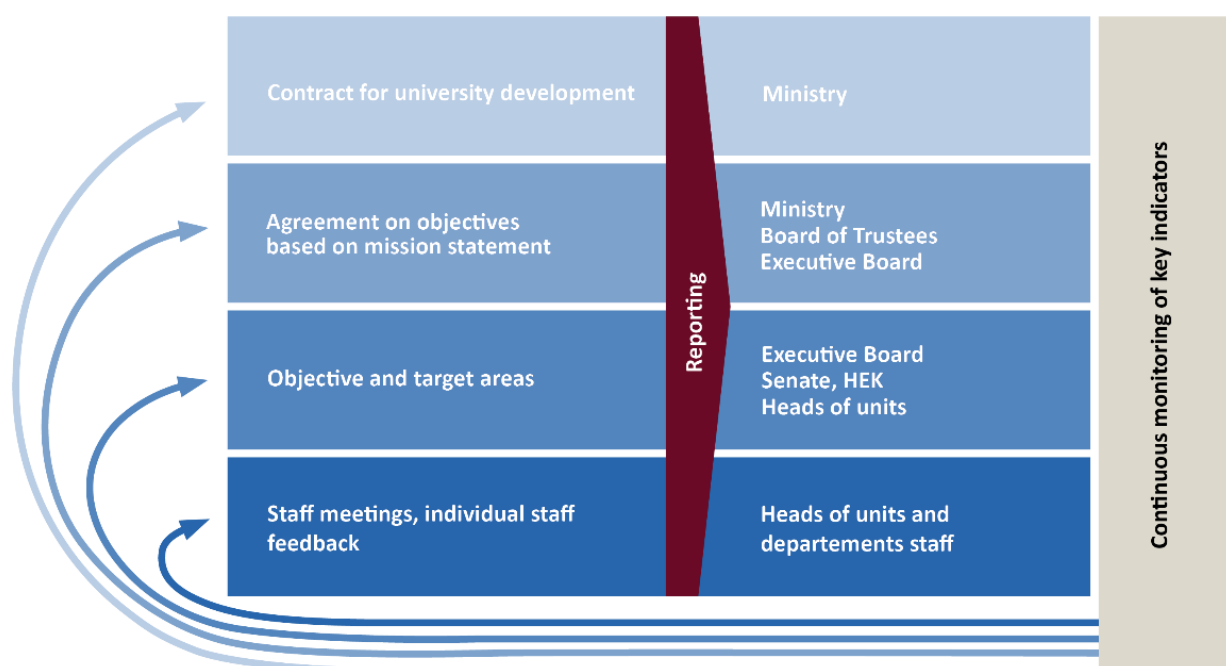 Contract for university development
Ministry
Agreement on objectives
based on mission statement
Ministry
Board of Trustees
Executive Board
Objective and target areas
Executive Board
Senate, HEK
Heads of units
Staff meetings, individual staff
feedback
Heads of units and
departements staff
Reporting
Continuous monitoring of key indicators